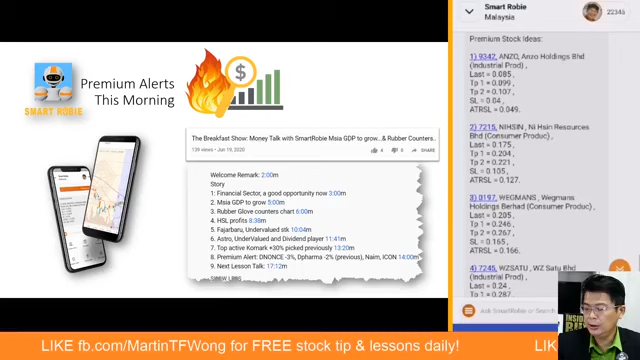 SMART ROBIE
Premium Alerts
This Morning
$
The Breakfast Show: Money Talk with SmartRobie Msia GDP to grow...& Rubber Counters
139 views • Jun 19, 2020
4
0
SHARE
Welcome Remark: 2:00m
Story
1: Financial Sector, a good opportunity now 3:00m
2. Msia GDP to grow 5:00m
3: Rubber Glove counters chart 6:00m
4. HSL profits 8:38m
5. Fajarbaru, Undervalued stk 10:04m
6: Astro, UnderValued and Dividend player 11:41m
7: Top active Komark +30% picked previously 13:20m
8: Premium Alert: DNONCE-3%, Dpharma -2% (previous), Naim, ICON 14:00m
9. Next Lesson Talk: 17:12m
Smart Robie
Malaysia
Premium Stock Ideas:
1) 9342, ANZO, Anzo Holdings Bhd
(Industrial Prod) ,
Last = 0.085,
Tp 1 = 0.099 ,
Tp 2 = 0.107 ,
SL = 0.04 ,
ATRSL = 0.049.
2) 7215, NIHSIN, Ni Hsin Resources
Bhd (Consumer Product) ,
Last = 0.175,
Tp 1 = 0.204 ,
Tp 2 = 0.221 ,
SL = 0.105 ,
ATRSL = 0.127.
3) 0197, WEGMANS, Wegmans
Holdings Berhad (Consumer Product) ,
Last = 0.205,
Tp 1 = 0.246 ,
Tp 2 = 0.267 ,
SL = 0.165 ,
ATRSL = 0.166.
4) 7245, WZSATU, WZ Satu Bhd
(Industrial Prod) ,
Last = 0.24,
Tp 1 = 0.287 ,
Ask SmartRobie or Search
LIKE fb.com/MartinTFWong for FREE stock tip & lessons daily!
LIKE